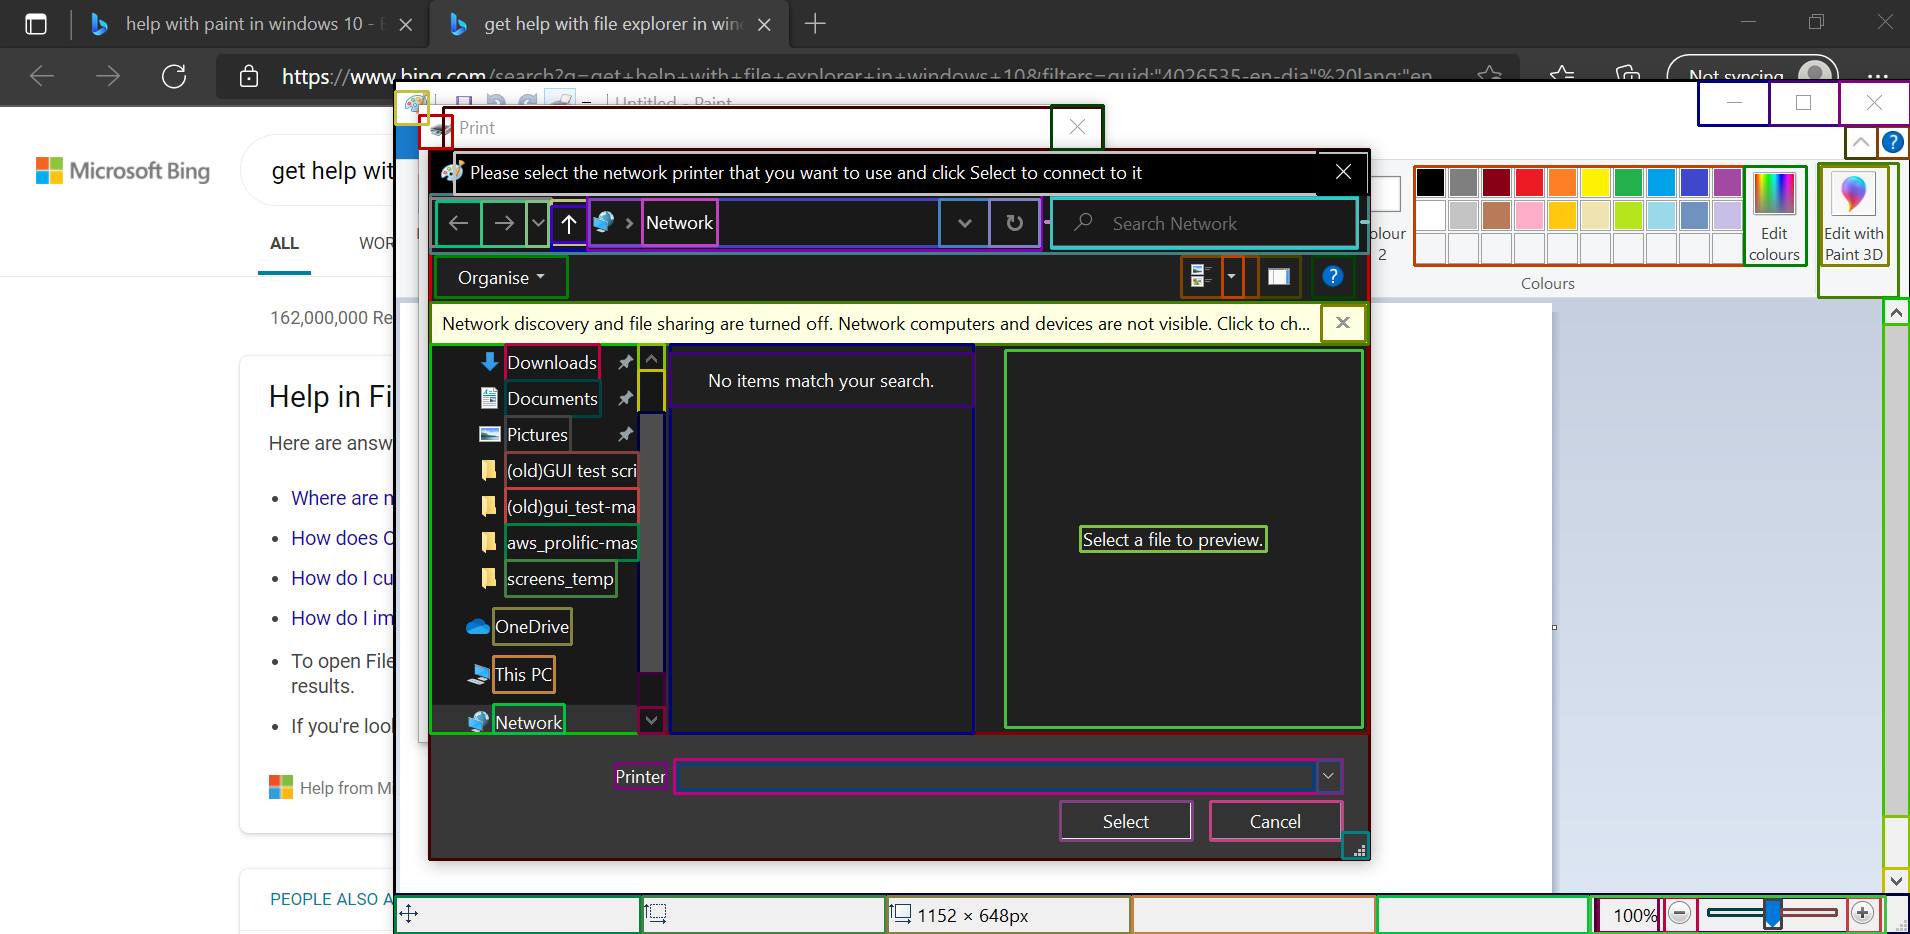 help with paint in windows 10 -
get help with file explorer in win
https://www.bing.com/search?q=get+help+with+file+explorer+in+windows+10&filters=guid:"4026535-en-dia"%20lang:"en
Not syncing
Untitled - Paint
Print
Please select the network printer that you want to use and click Select to connect to it
Microsoft Bing
get help wit
Network
Search Network
ALL
WOR
Organise
Edit colours
Edit with Paint 3D
olour 2
Colours
162,000,000 Re
Network discovery and file sharing are turned off. Network computers and devices are not visible. Click to ch...
Downloads
Documents
Pictures
(old)GUI test scri
(old)gui_test-ma
aws_prolific-mas
screens_temp
OneDrive
This PC
Network
No items match your search.
Select a file to preview.
Help in Fi
Here are answ
Where are n
How does C
How do I cu
How do I im
To open File
results.
If you're lool
Help from Mi
Printer
Select
Cancel
PEOPLE ALSO A
1152 × 648px
100%